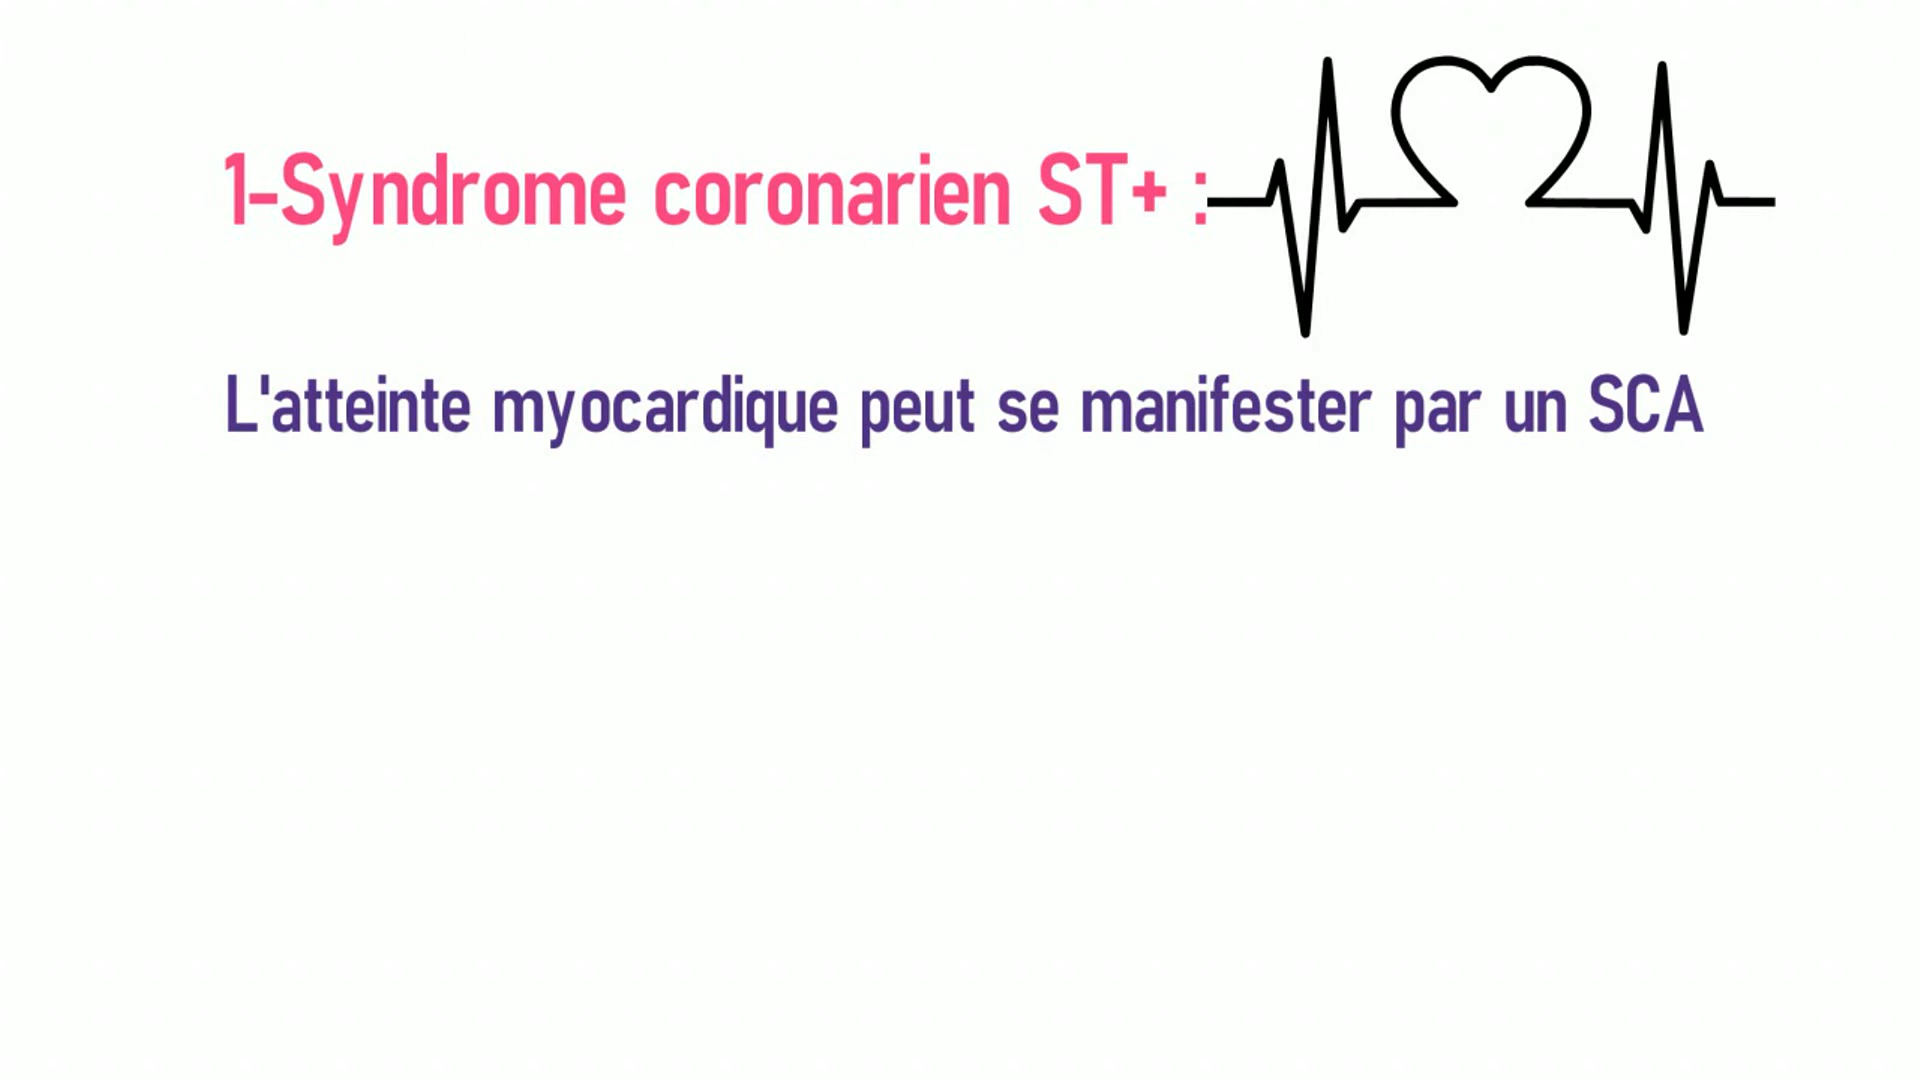 1-Syndrome coronarien ST+ :
L'atteinte myocardique peut se manifester par un SCA